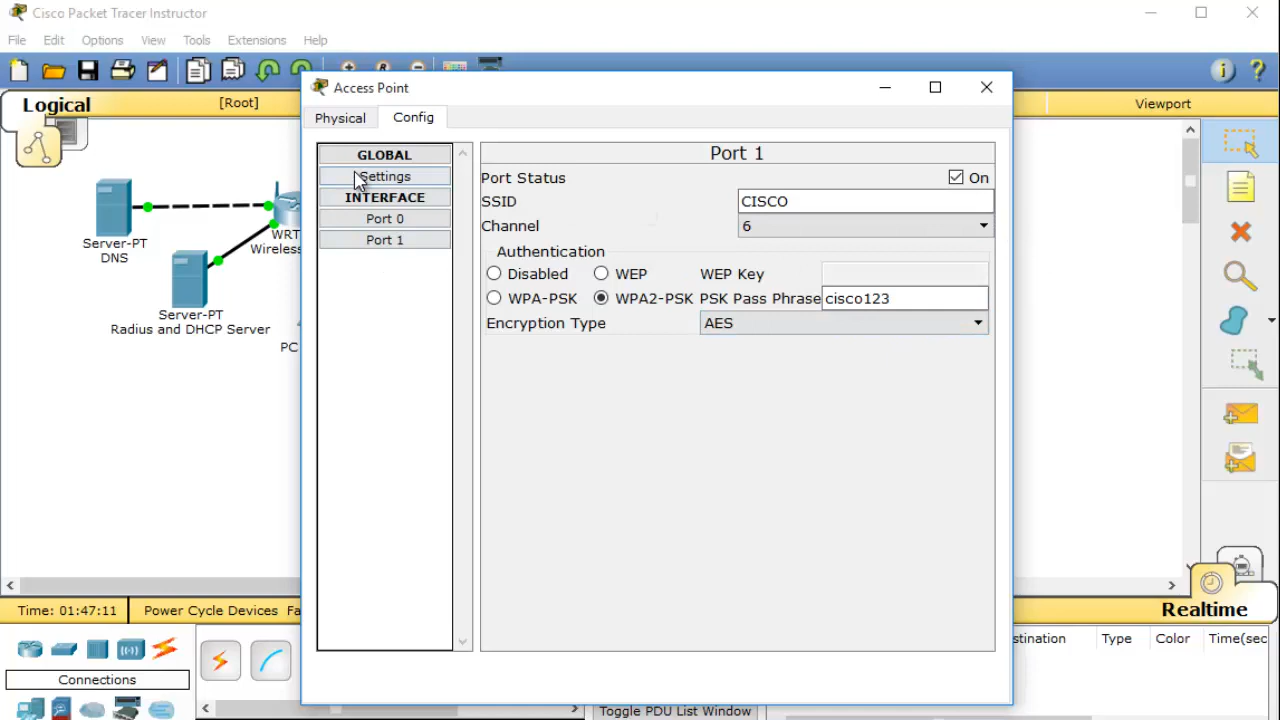 Cisco Packet Tracer Instructor
File Edit Options View Tools Extensions Help
Logical [Root] Viewport
Access Point
Physical Config
GLOBAL
Settings
INTERFACE
Port 0
Port 1
Port 1
Port Status On
SSID CISCO
Channel 6
Authentication
Disabled WEP WEP Key
WPA-PSK WPA2-PSK PSK Pass Phrase cisco123
Encryption Type AES
Server-PT
DNS
WRT
Wireless
Server-PT
Radius and DHCP Server
PC
Time: 01:47:11 Power Cycle Devices Fa
Realtime
stination Type Color Time(sec
Connections
Toggle PDU List Window